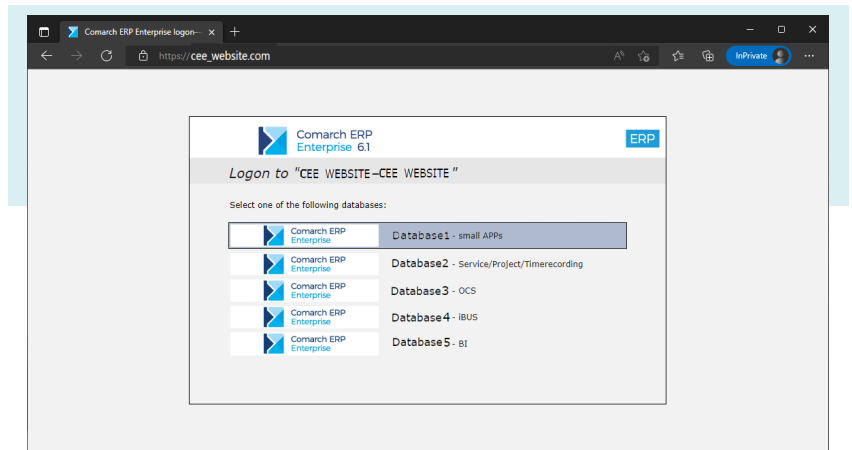 Comarch ERP Enterprise logon—
https://cee_website.com
InPrivate
Comarch ERP
Enterprise 6.1
ERP
Logon to "CEE WEBSITE–CEE WEBSITE"
Select one of the following databases:
Comarch ERP
Enterprise
Database1 - small APPs
Comarch ERP
Enterprise
Database2 - Service/Project/Timerecording
Comarch ERP
Enterprise
Database3 - OCS
Comarch ERP
Enterprise
Database4 - iBUS
Comarch ERP
Enterprise
Database5 - BI